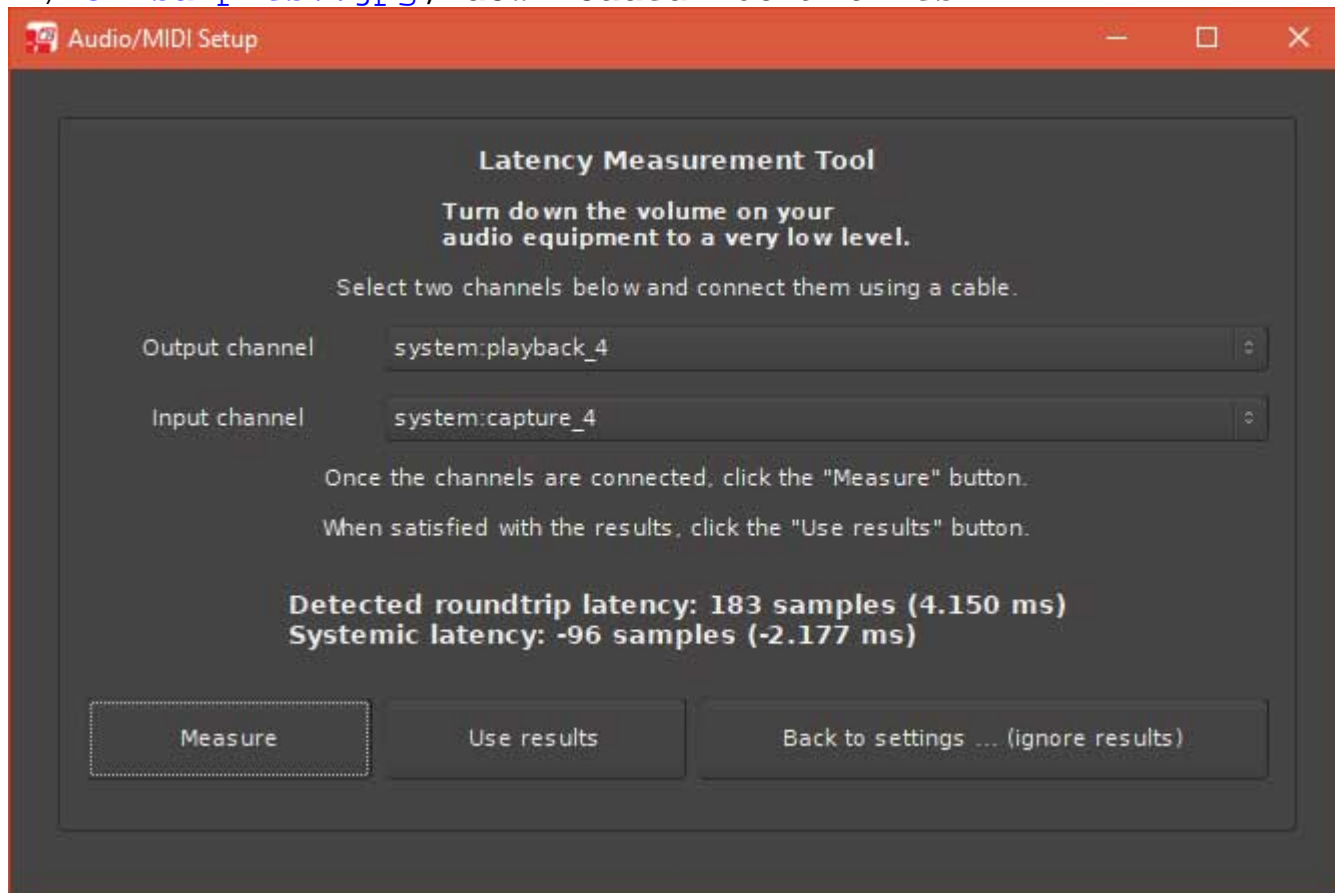 Audio/MIDI Setup
Latency Measurement Tool
Turn down the volume on your
audio equipment to a very low level.
Select two channels below and connect them using a cable.
Output channel system:playback_4
Input channel system:capture_4
Once the channels are connected, click the "Measure" button.
When satisfied with the results, click the "Use results" button.
Detected roundtrip latency: 183 samples (4.150 ms)
Systemic latency: -96 samples (-2.177 ms)
Measure Use results Back to settings ... (ignore results)